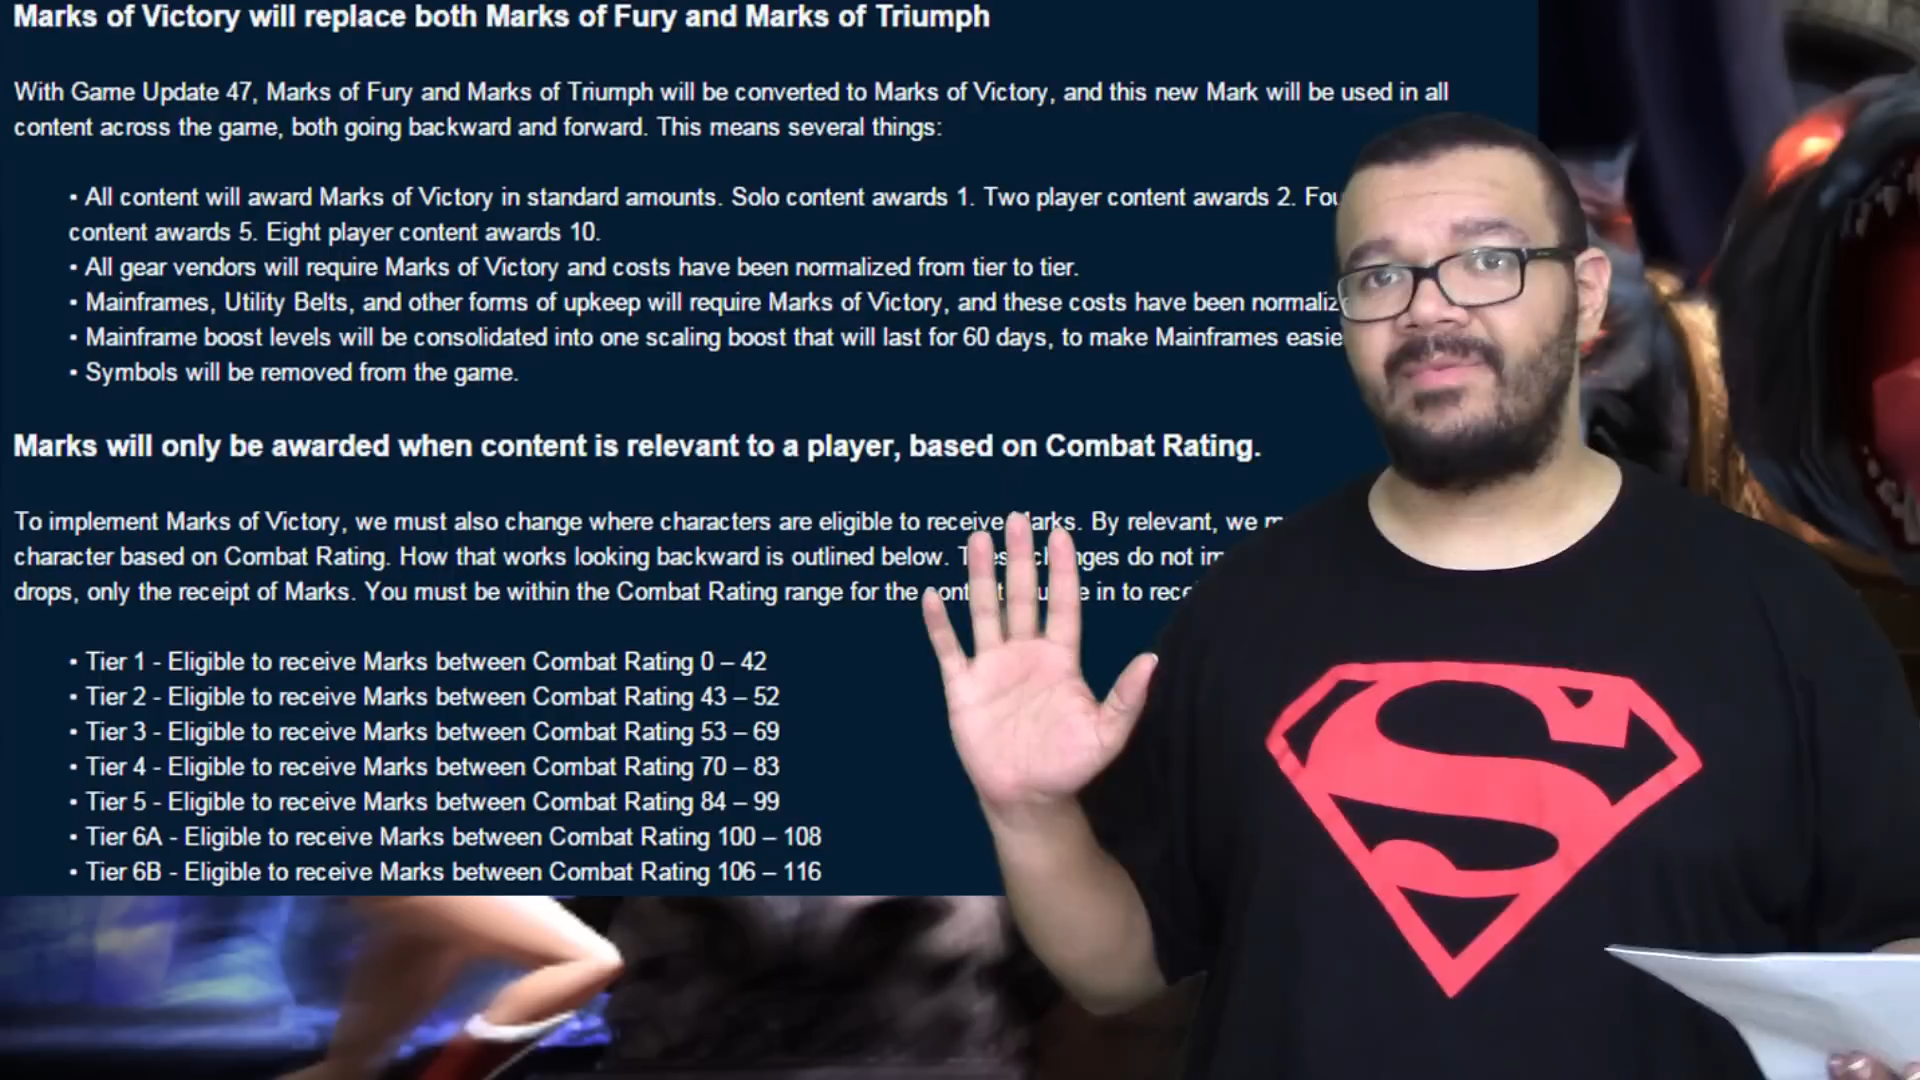 Marks of Victory will replace both Marks of Fury and Marks of Triumph
With Game Update 47, Marks of Fury and Marks of Triumph will be converted to Marks of Victory, and this new Mark will be used in all
content across the game, both going backward and forward. This means several things:
• All content will award Marks of Victory in standard amounts. Solo content awards 1. Two player content awards 2.
content awards 5. Eight player content awards 10.
• All gear vendors will require Marks of Victory and costs have been normalized from tier to tier.
• Mainframes, Utility Belts, and other forms of upkeep will require Marks of Victory, and these costs have been
• Mainframe boost levels will be consolidated into one scaling boost that will last for 60 days, to make Mainframes
• Symbols will be removed from the game.
Marks will only be awarded when content is relevant to a player, based on Combat Rating.
To implement Marks of Victory, we must also change where characters are eligible to receive Marks. By relevant, we
character based on Combat Rating. How that works looking backward is outlined below. These changes do not
drops, only the receipt of Marks. You must be within the Combat Rating range for the in to
• Tier 1 - Eligible to receive Marks between Combat Rating 0 – 42
• Tier 2 - Eligible to receive Marks between Combat Rating 43 – 52
• Tier 3 - Eligible to receive Marks between Combat Rating 53 – 69
• Tier 4 - Eligible to receive Marks between Combat Rating 70 – 83
• Tier 5 - Eligible to receive Marks between Combat Rating 84 – 99
• Tier 6A - Eligible to receive Marks between Combat Rating 100 – 108
• Tier 6B - Eligible to receive Marks between Combat Rating 106 – 116
S